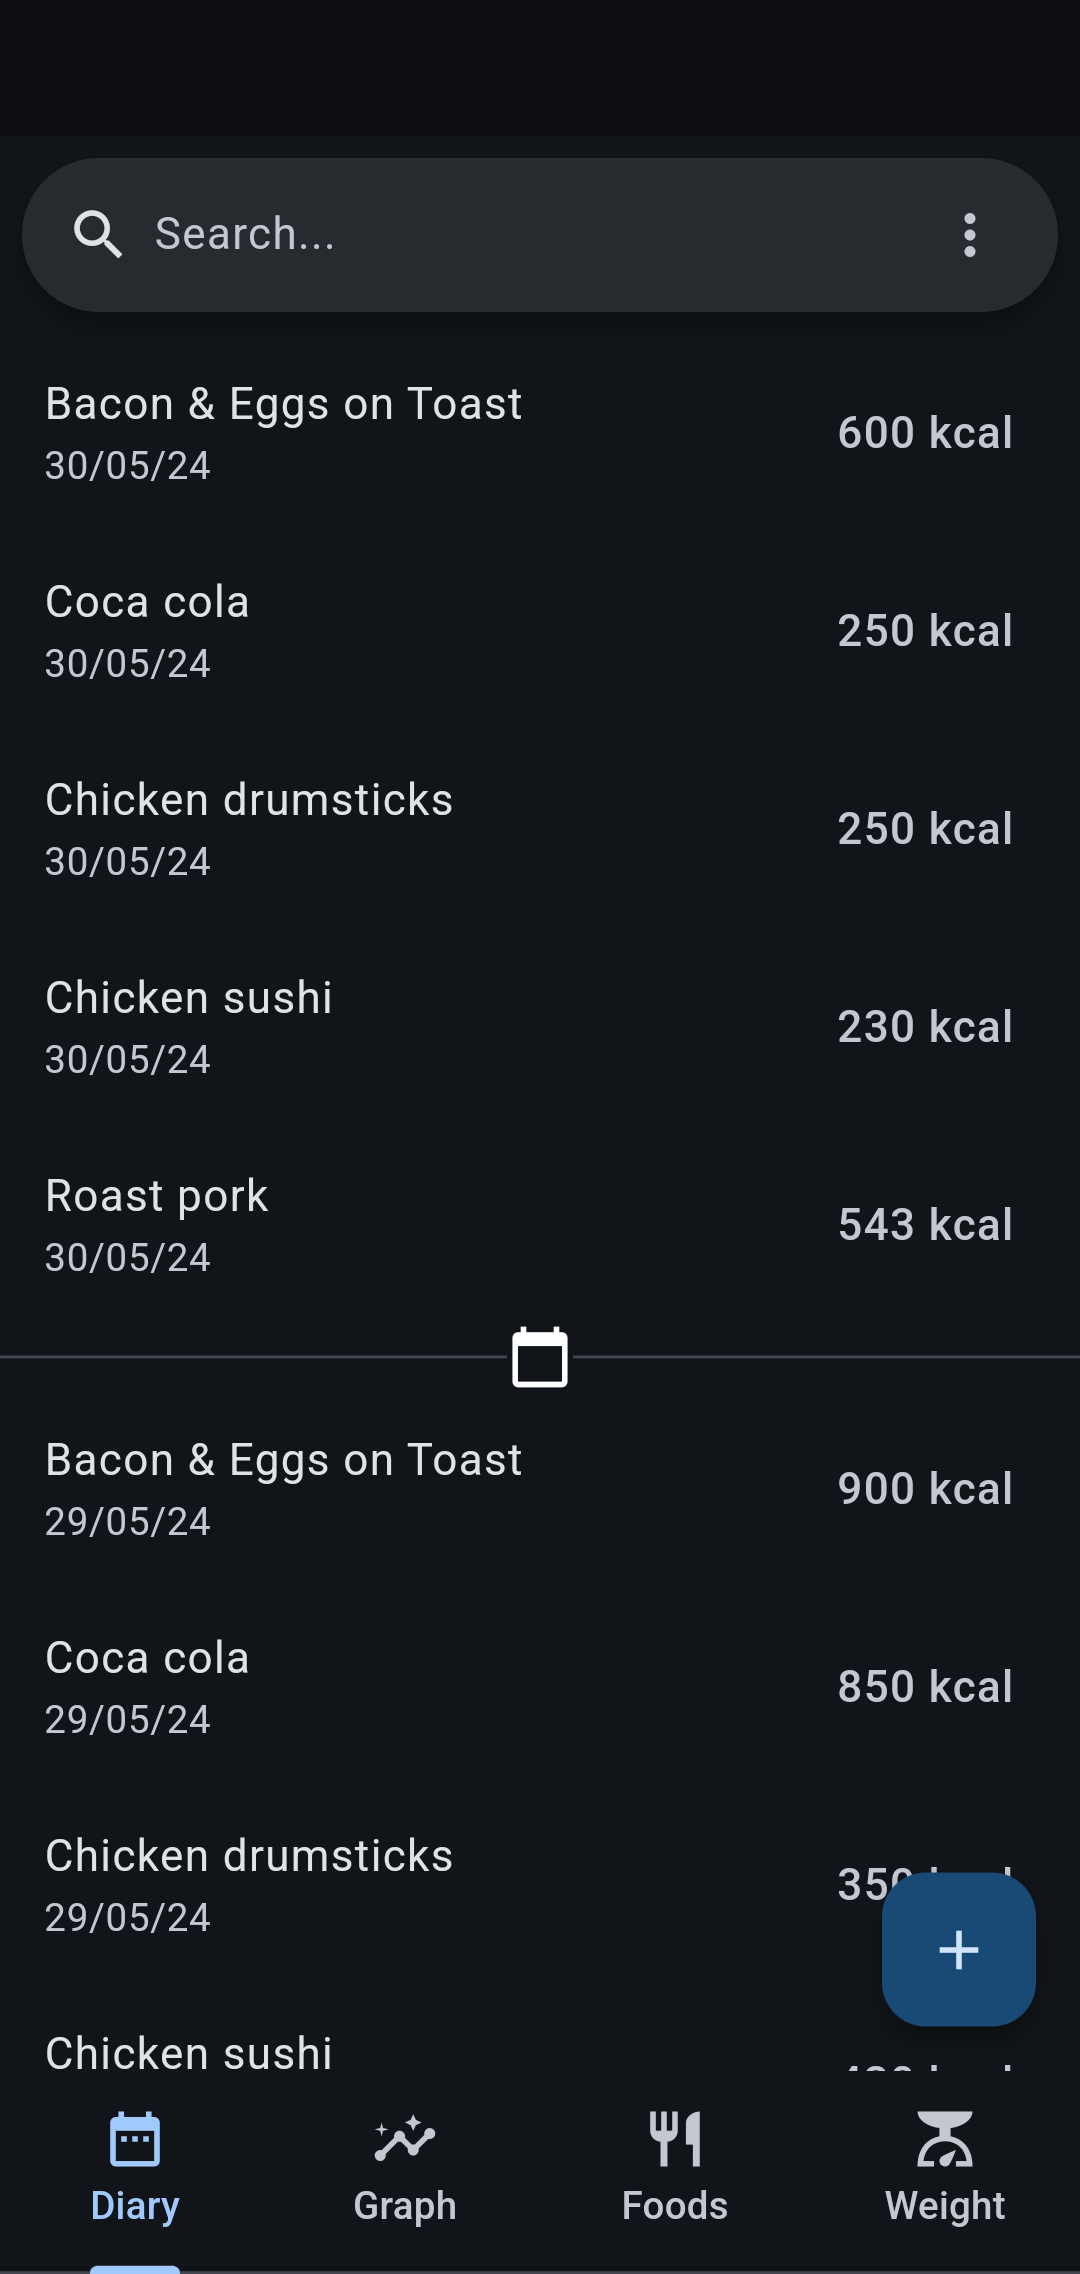 Search...
Bacon & Eggs on Toast
600 kcal
30/05/24
Coca cola
250 kcal
30/05/24
Chicken drumsticks
250 kcal
30/05/24
Chicken sushi
230 kcal
30/05/24
Roast pork
543 kcal
30/05/24
Bacon & Eggs on Toast
900 kcal
29/05/24
Coca cola
850 kcal
29/05/24
Chicken drumsticks
29/05/24
Chicken sushi
Diary
Graph
Foods
Weight